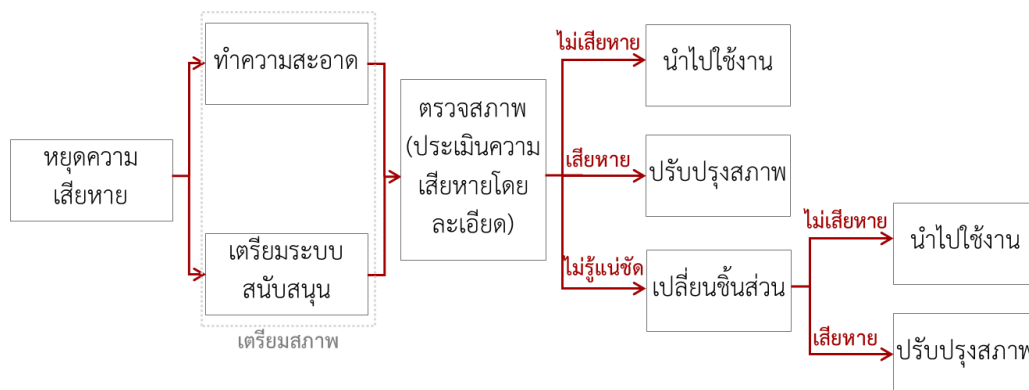 หยุดความ
เสียหาย
ทำความสะอาด
เตรียมระบบ
สนับสนุน
เตรียมสภาพ
ตรวจสภาพ
(ประเมินความ
เสียหายโดย
ละเอียด)
ไม่เสียหาย
นำไปใช้งาน
เสียหาย
ปรับปรุงสภาพ
ไม่รู้แน่ชัด
เปลี่ยนชิ้นส่วน
ไม่เสียหาย
นำไปใช้งาน
เสียหาย
ปรับปรุงสภาพ